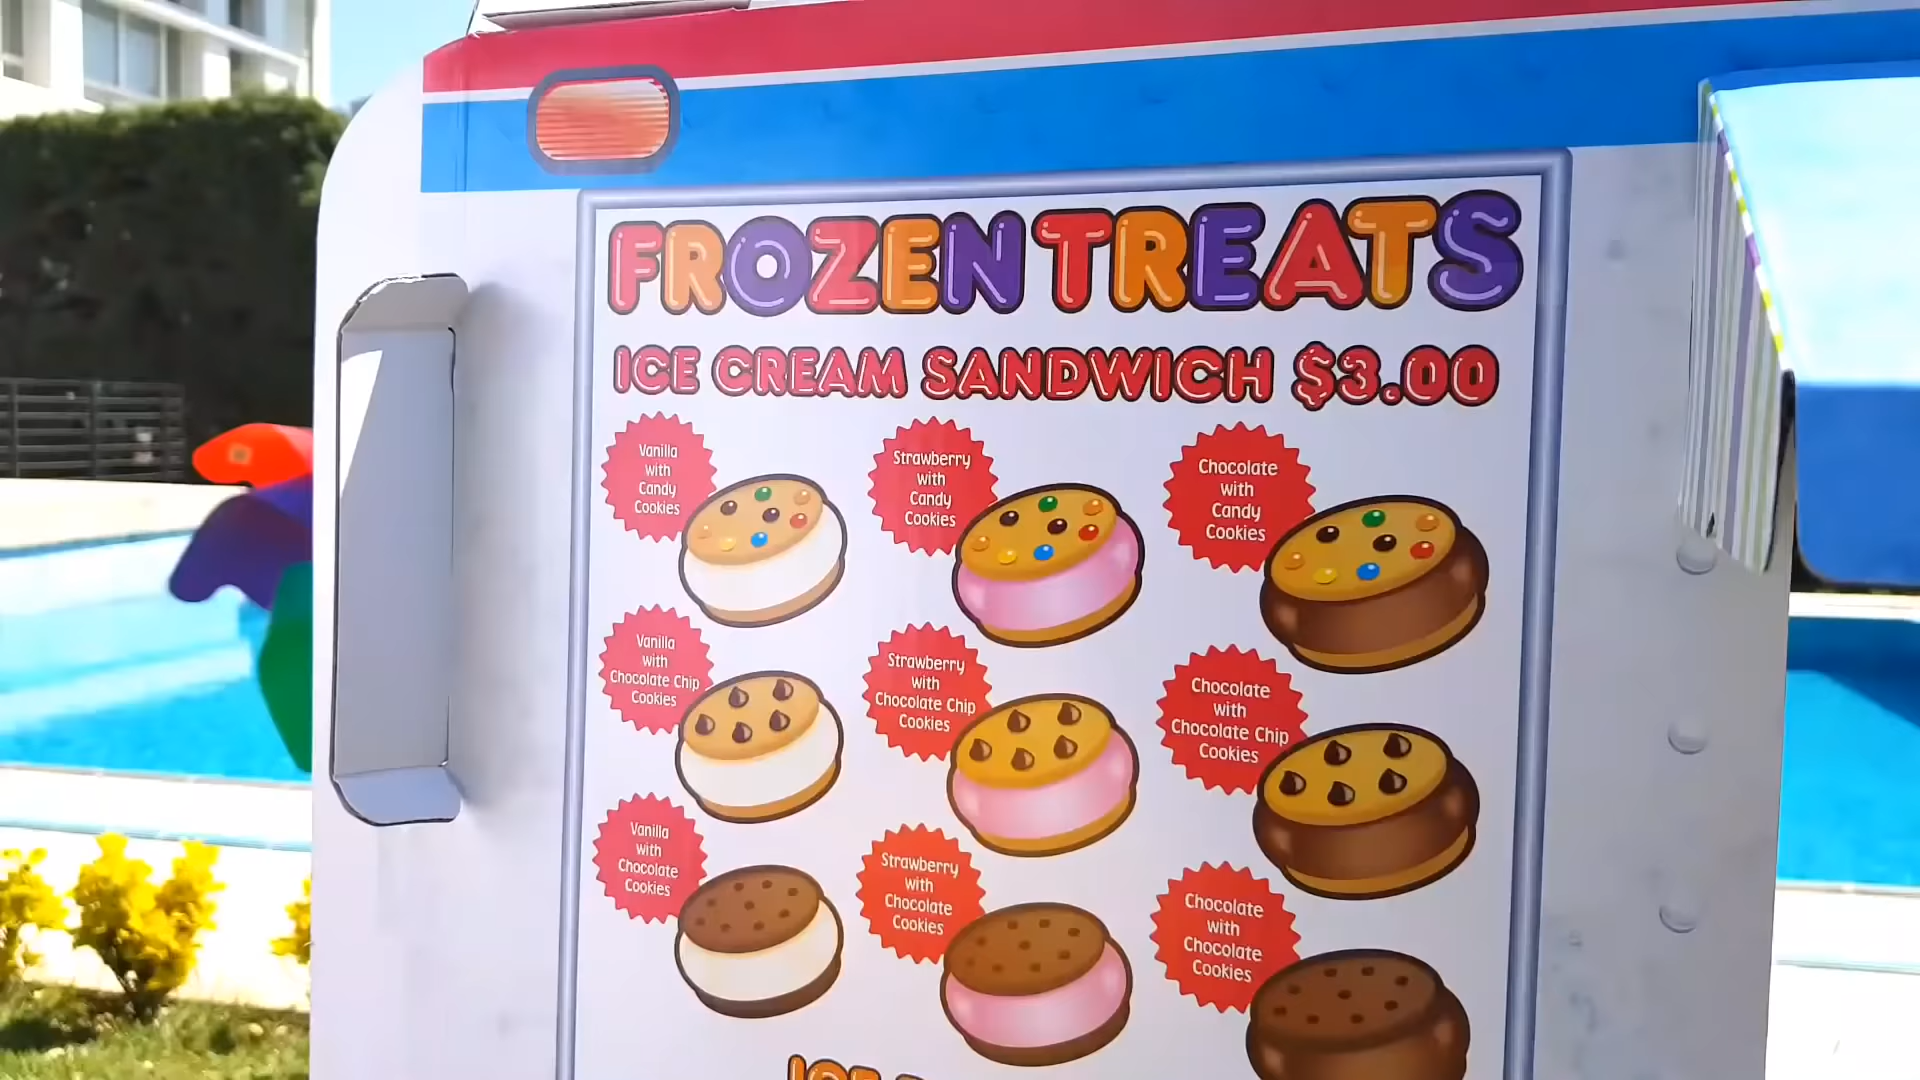 FROZEN TREATS
ICE CREAM SANDWICH $3.00
Vanilla
with
Candy
Cookies
Strawberry
with
Candy
Cookies
Chocolate
with
Candy
Cookies
Vanilla
with
Chocolate Chip
Cookies
Strawberry
with
Chocolate Chip
Cookies
Chocolate
with
Chocolate Chip
Cookies
Vanilla
with
Chocolate
Cookies
Strawberry
with
Chocolate
Cookies
Chocolate
with
Chocolate
Cookies